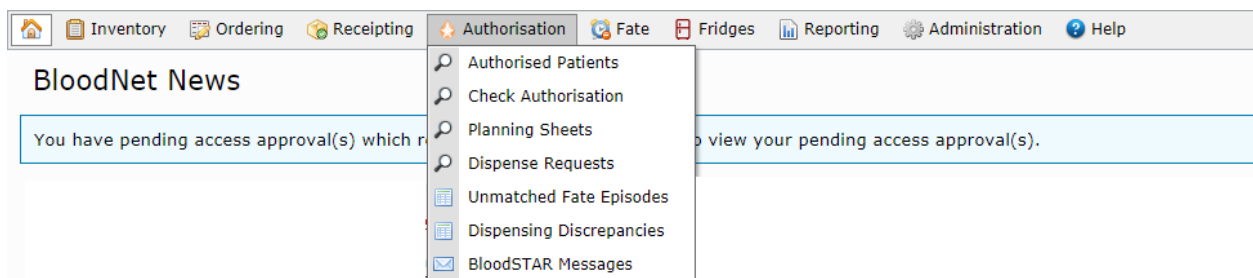 Inventory Ordering Receipting Authorisation Fate Fridges Reporting Administration Help
BloodNet News
Authorised Patients
Check Authorisation
Planning Sheets
You have pending access approval(s) which view your pending access approval(s).
Dispense Requests
Unmatched Fate Episodes
Dispensing Discrepancies
BloodSTAR Messages